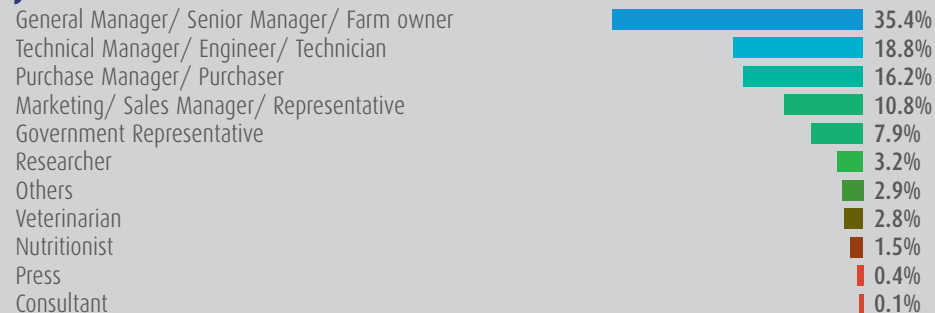 General Manager/ Senior Manager/ Farm owner 35.4%
Technical Manager/ Engineer/ Technician 18.8%
Purchase Manager/ Purchaser 16.2%
Marketing/ Sales Manager/ Representative 10.8%
Government Representative 7.9%
Researcher 3.2%
Others 2.9%
Veterinarian 2.8%
Nutritionist 1.5%
Press 0.4%
Consultant 0.1%